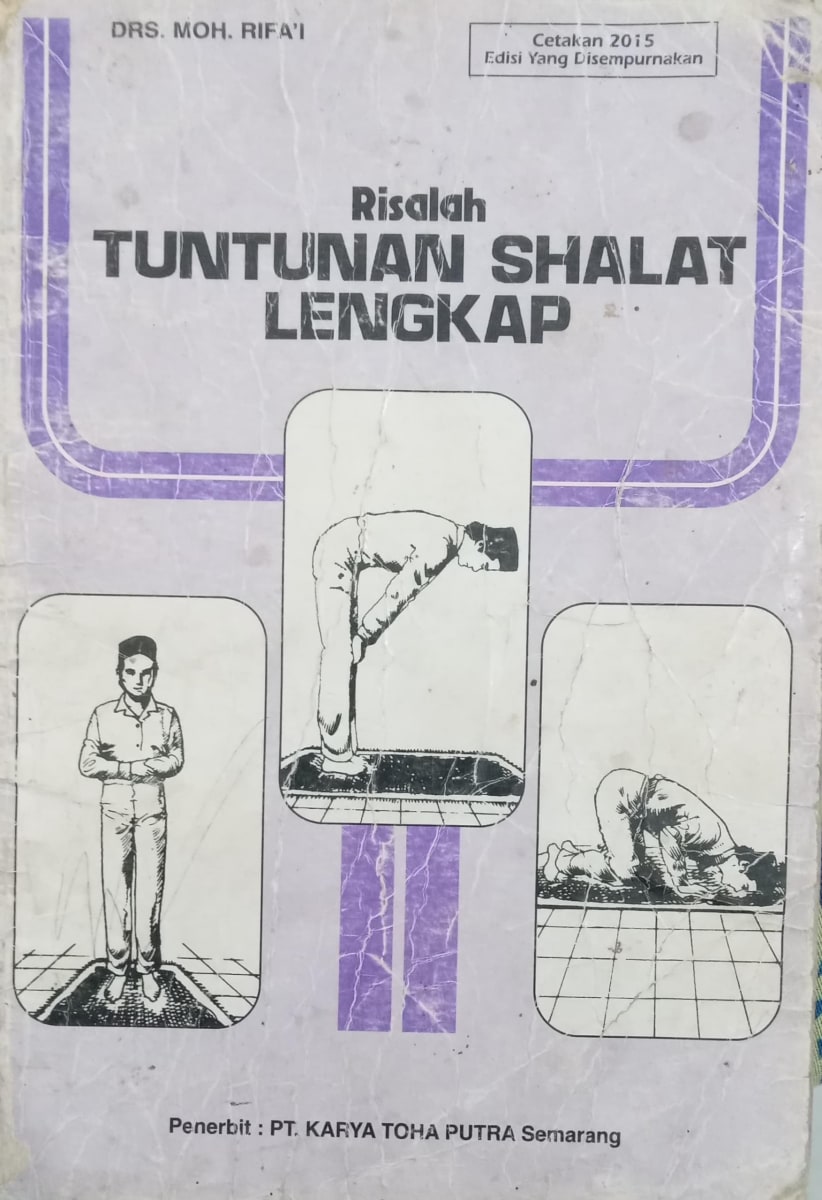 DRS. MOH. RIFA'I
Cetakan 2015
Edisi Yang Disempurnakan
Risalah
TUNTUNAN SHALAT
LENGKAP
Penerbit : PT. KARYA TOHA PUTRA Semarang